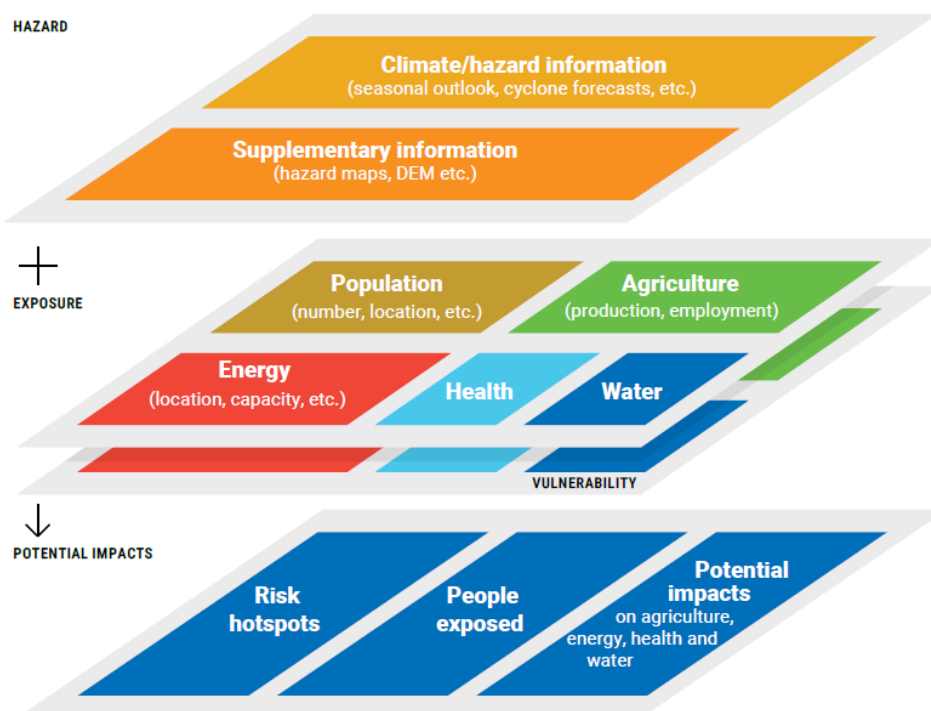 HAZARD
Climate/hazard information
(seasonal outlook, cyclone forecasts, etc.)
Supplementary information
(hazard maps, DEM etc.)
EXPOSURE
Population
(number, location, etc.)
Agriculture
(production, employment)
Energy
(location, capacity, etc.)
Health
Water
VULNERABILITY
POTENTIAL IMPACTS
Risk
hotspots
People
exposed
Potential
impacts
on agriculture,
energy, health and
water